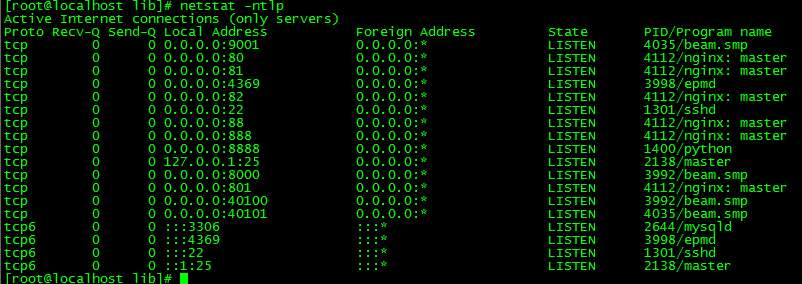 [root@localhost lib]# netstat -ntlp
Active Internet connections (only servers)
Proto Recv-Q Send-Q Local Address           Foreign Address         State       PID/Program name
tcp        0      0 0.0.0.0:9001            0.0.0.0:*               LISTEN      4035/beam.smp
tcp        0      0 0.0.0.0:80              0.0.0.0:*               LISTEN      4112/nginx: master
tcp        0      0 0.0.0.0:81              0.0.0.0:*               LISTEN      4112/nginx: master
tcp        0      0 0.0.0.0:4369            0.0.0.0:*               LISTEN      3998/epmd
tcp        0      0 0.0.0.0:82              0.0.0.0:*               LISTEN      4112/nginx: master
tcp        0      0 0.0.0.0:22              0.0.0.0:*               LISTEN      1301/sshd
tcp        0      0 0.0.0.0:88              0.0.0.0:*               LISTEN      4112/nginx: master
tcp        0      0 0.0.0.0:888             0.0.0.0:*               LISTEN      4112/nginx: master
tcp        0      0 0.0.0.0:8888            0.0.0.0:*               LISTEN      1400/python
tcp        0      0 127.0.0.1:25            0.0.0.0:*               LISTEN      2138/master
tcp        0      0 0.0.0.0:8000            0.0.0.0:*               LISTEN      3992/beam.smp
tcp        0      0 0.0.0.0:801             0.0.0.0:*               LISTEN      4112/nginx: master
tcp        0      0 0.0.0.0:40100           0.0.0.0:*               LISTEN      3992/beam.smp
tcp        0      0 0.0.0.0:40101           0.0.0.0:*               LISTEN      4035/beam.smp
tcp6       0      0 :::3306                 :::*                    LISTEN      2644/mysqld
tcp6       0      0 :::4369                 :::*                    LISTEN      3998/epmd
tcp6       0      0 :::22                   :::*                    LISTEN      1301/sshd
tcp6       0      0 ::1:25                  :::*                    LISTEN      2138/master
[root@localhost lib]#